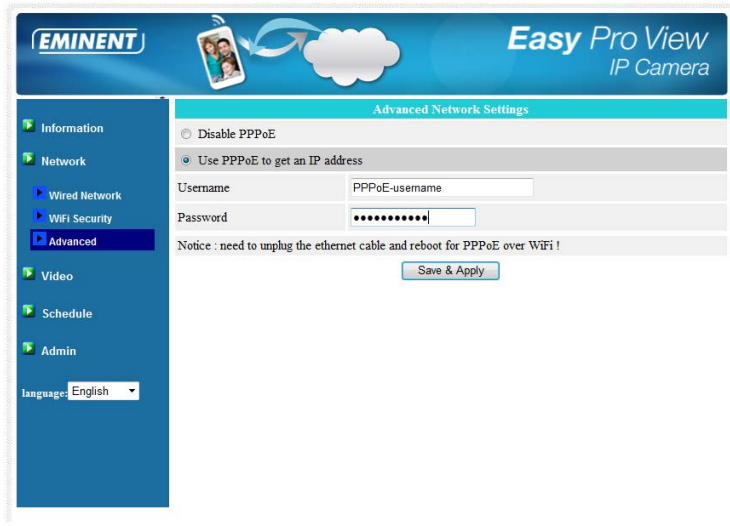 EMINENT
Easy Pro View
IP Camera
Information
Network
Wired Network
WiFi Security
Advanced
Video
Schedule
Admin
language: English
Advanced Network Settings
Disable PPPoE
Use PPPoE to get an IP address
Username PPPoE-username
Password •••••••••••
Notice : need to unplug the ethernet cable and reboot for PPPoE over WiFi !
Save & Apply